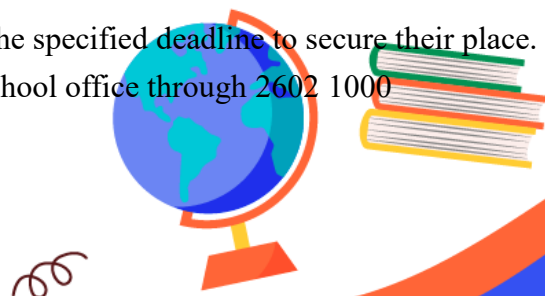 he specified deadline to secure their place.
hool office through 2602 1000